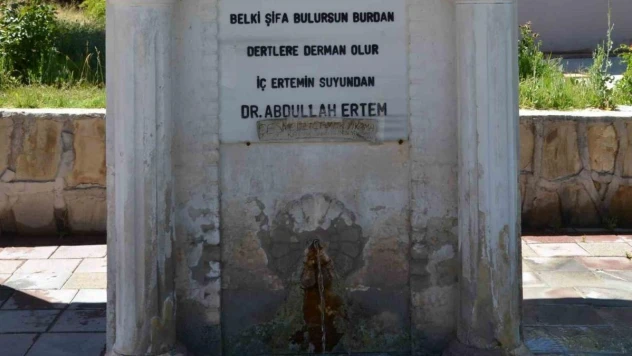 BELKİ ŞİFA BULURSUN BURDAN
DERTLERE DERMAN OLUR
İÇ ERTEMİN SUYUNDAN
DR. ABDULLAH ERTEM